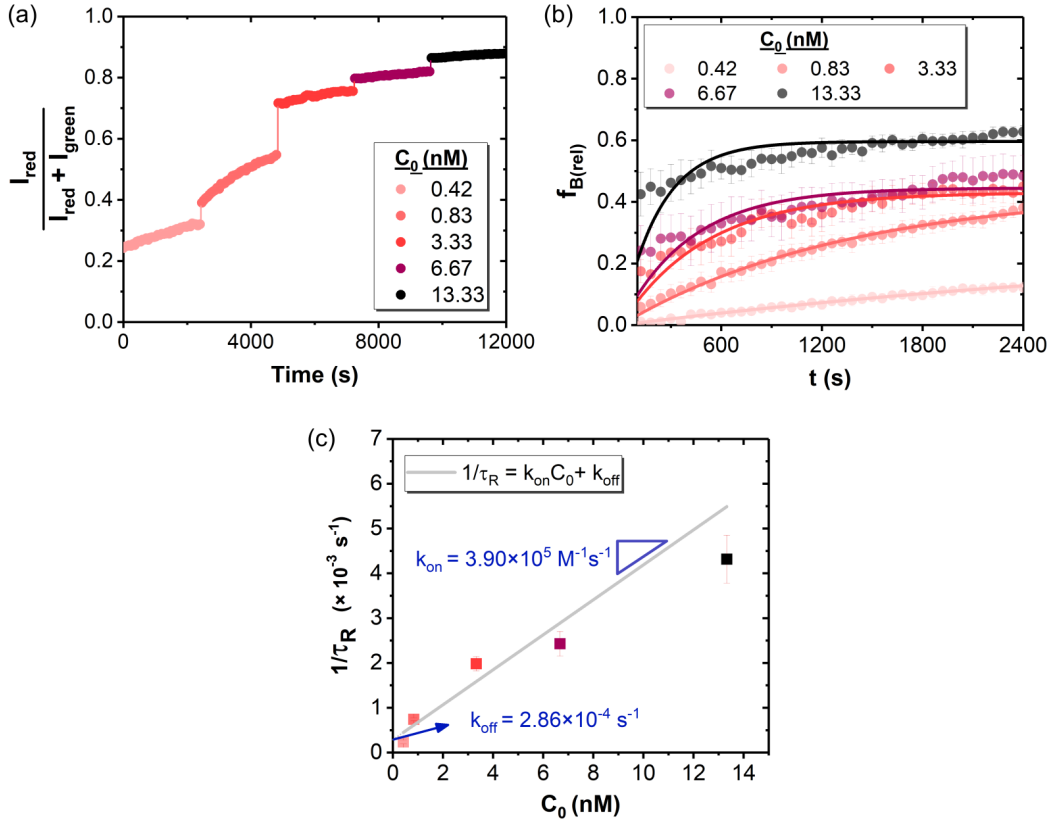 (a)
I_red
I_red + I_green
1.0
0.8
0.6
0.4
0.2
0.0
0 4000 8000 12000
Time (s)
C_0 (nM)
0.42
0.83
3.33
6.67
13.33
(b)
f_B(rel)
1.0
0.8
0.6
0.4
0.2
0.0
600 1200 1800 2400
t (s)
C_0 (nM)
0.42 0.83 3.33
6.67 13.33
(c)
1/τ_R (× 10^-3 s^-1)
7
6
5
4
3
2
1
0
0 2 4 6 8 10 12 14
C_0 (nM)
1/τ_R = k_on C_0 + k_off
k_on = 3.90×10^5 M^-1 s^-1
k_off = 2.86×10^-4 s^-1